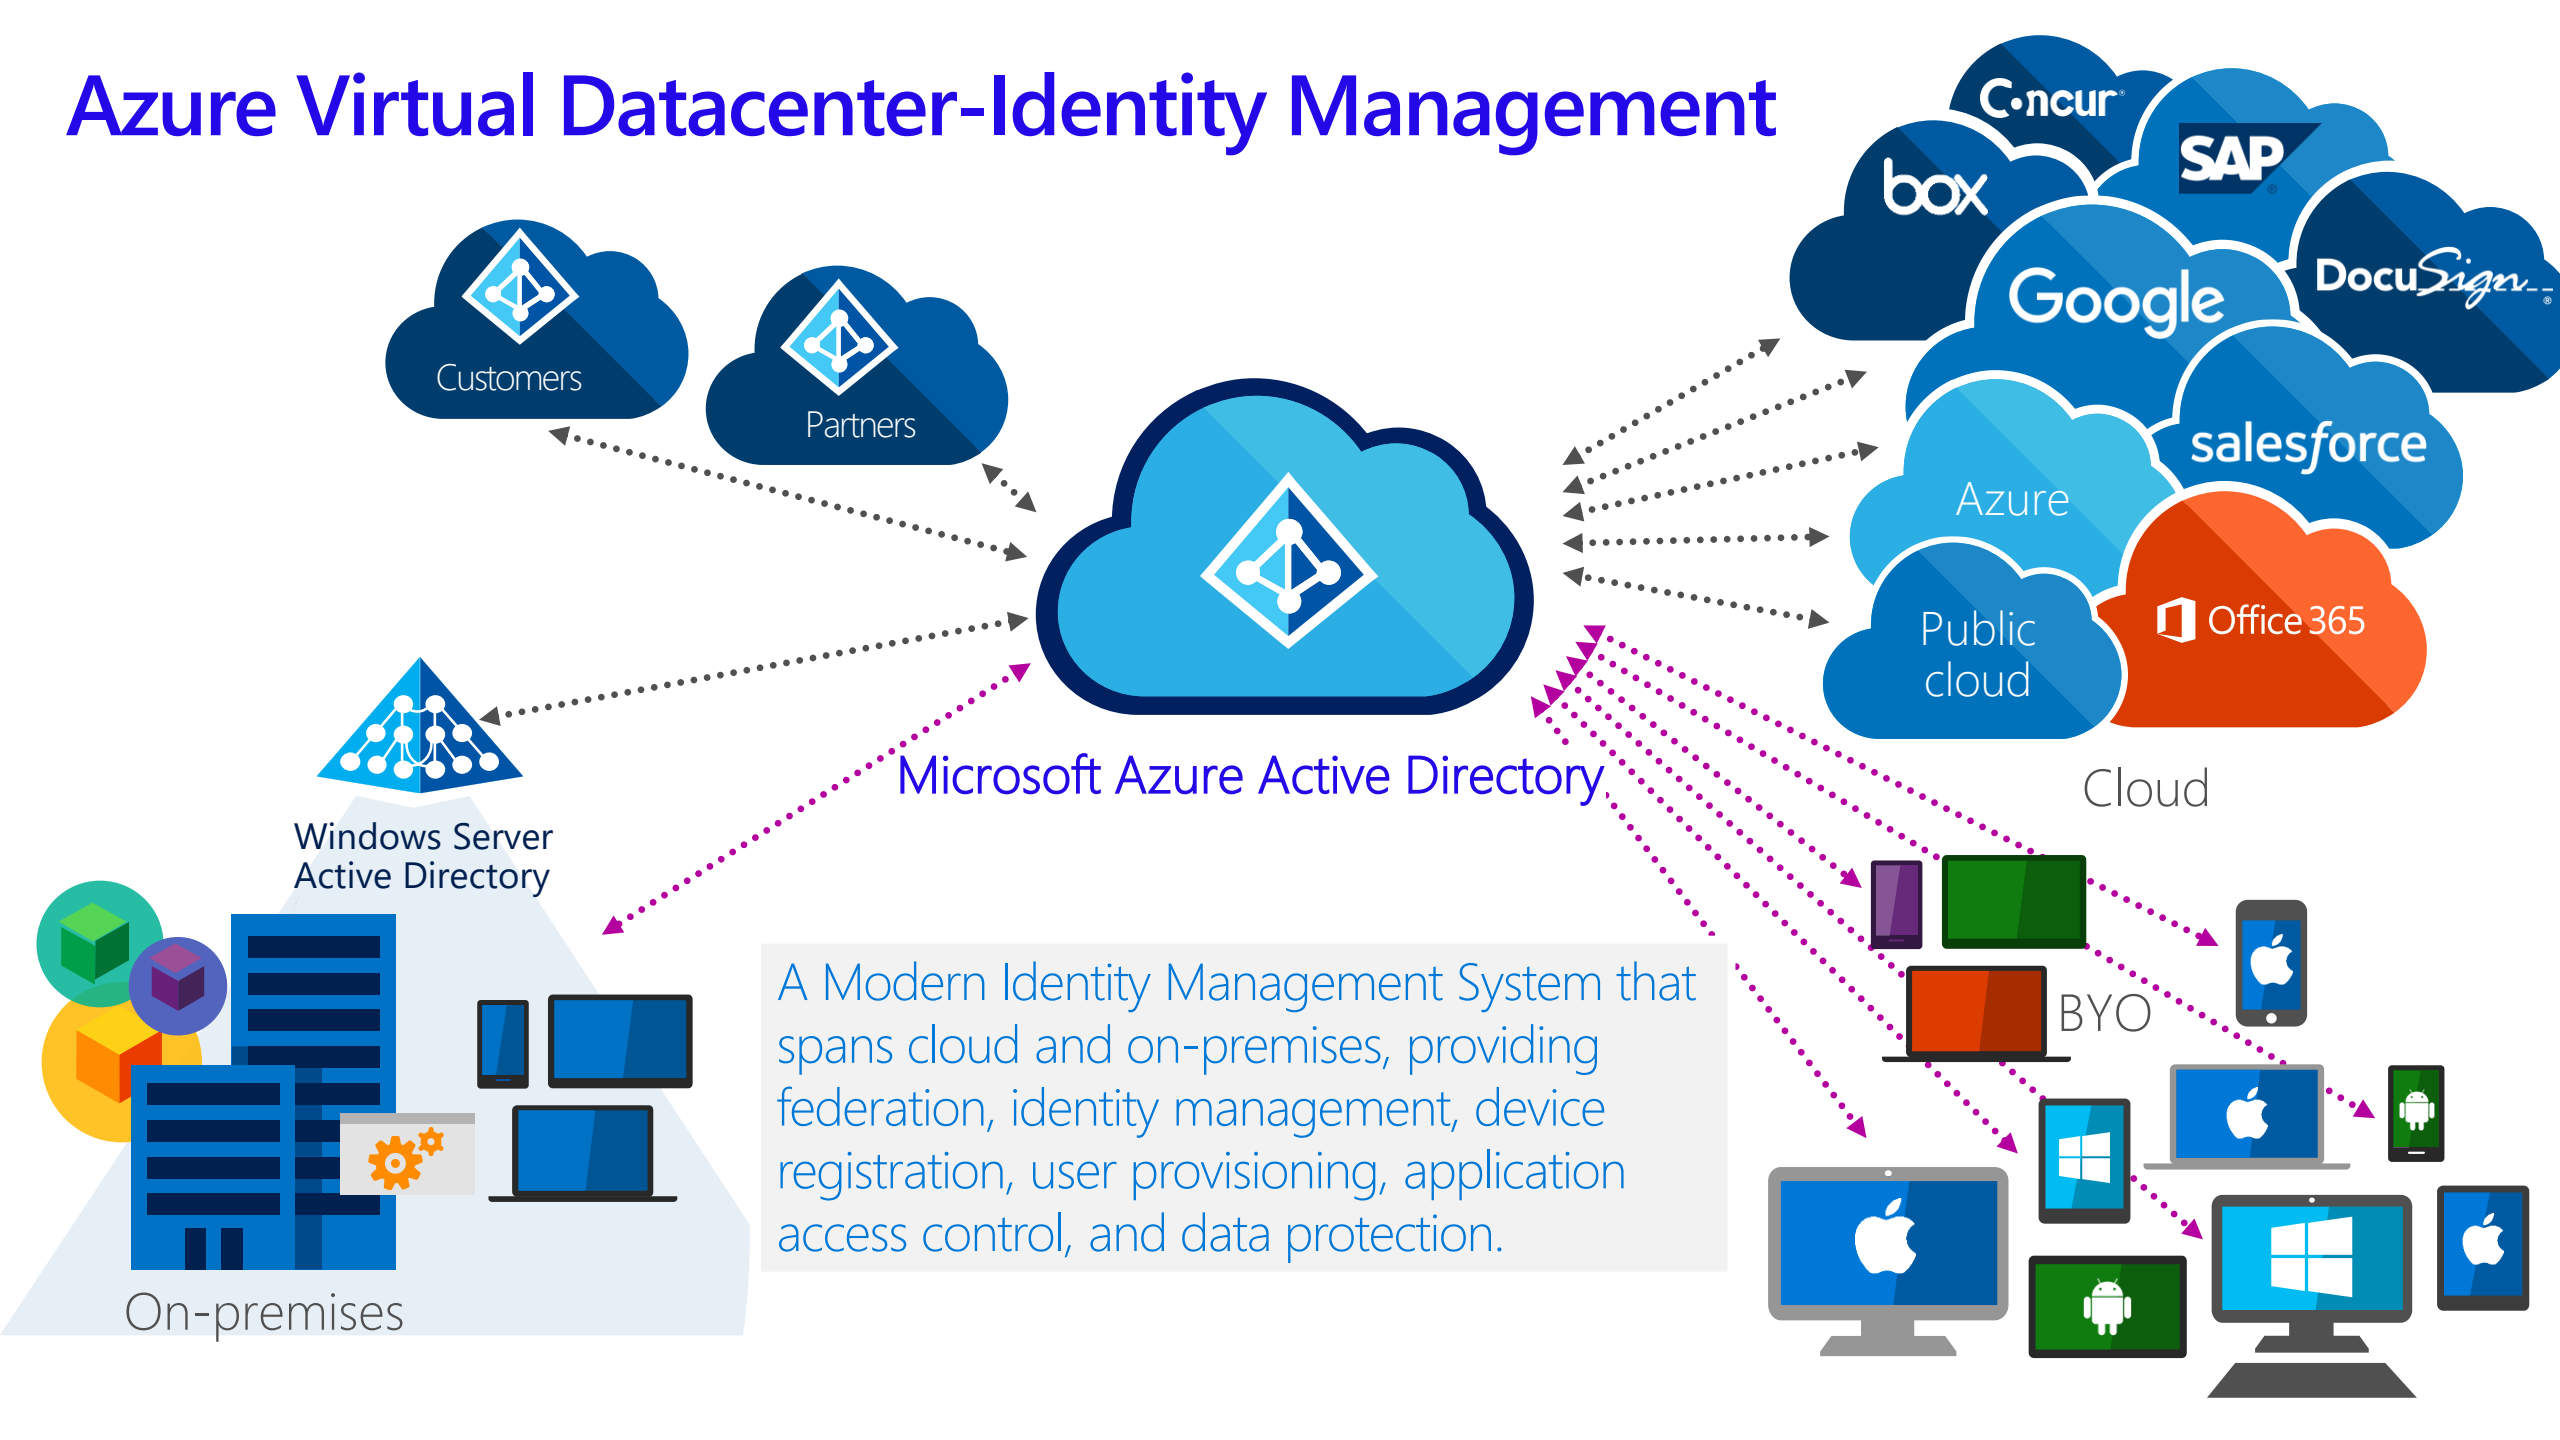 Azure Virtual Datacenter-Identity Management
Concur®
SAP®
box
DocuSign®
Google
Customers
Partners
salesforce
Azure
Office 365
Public
cloud
Cloud
Microsoft Azure Active Directory
Windows Server
Active Directory
A Modern Identity Management System that
spans cloud and on-premises, providing
federation, identity management, device
registration, user provisioning, application
access control, and data protection.
BYO
On-premises